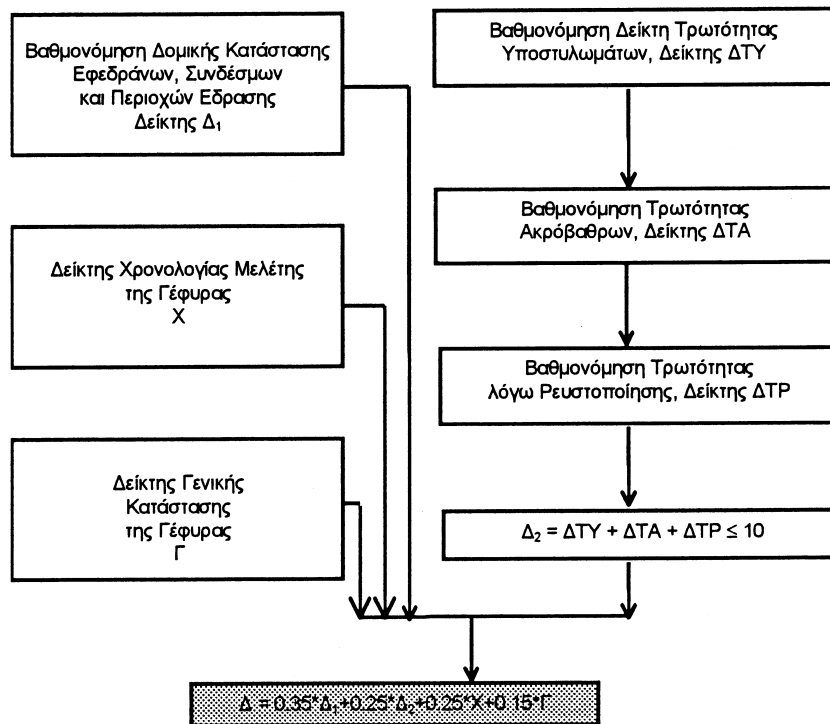 Βαθμονόμηση Δομικής Κατάστασης
Εφεδράνων, Συνδέσμων
και Περιοχών Εδρασης
Δείκτης Δ₁
Δείκτης Χρονολογίας Μελέτης
της Γέφυρας
Χ
Δείκτης Γενικής
Κατάστασης
της Γέφυρας
Γ
Βαθμονόμηση Δείκτη Τρωτότητας
Υποστυλωμάτων, Δείκτης ΔΤΥ
Βαθμονόμηση Τρωτότητας
Ακρόβαθρων, Δείκτης ΔΤΑ
Βαθμονόμηση Τρωτότητας
λόγω Ρευστοποίησης, Δείκτης ΔΤΡ
Δ₂ = ΔΤΥ + ΔΤΑ + ΔΤΡ ≤ 10
Δ = 0.35*Δ₁+0.25*Δ₂+0.25*Χ+0.15*Γ